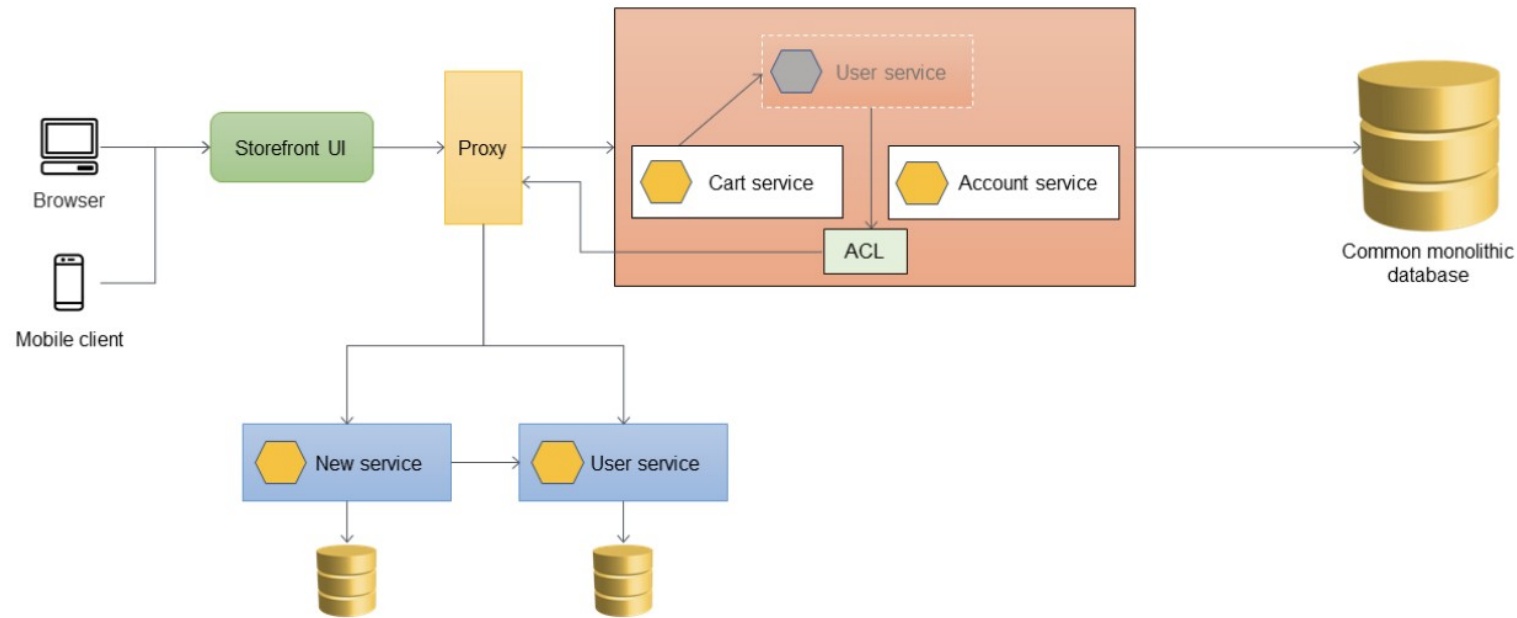 User service
Storefront UI
Proxy
Browser
Cart service
Account service
ACL
Common monolithic
database
Mobile client
New service
User service